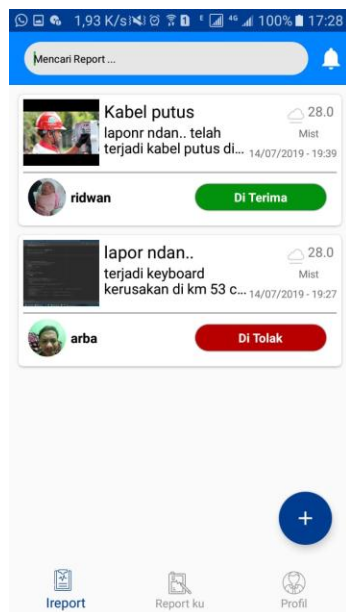 1,93 K/s 4G 100% 17:28
Mencari Report ...
Kabel putus
28.0
laponr ndan.. telah
Mist
terjadi kabel putus di...
14/07/2019 - 19:39
ridwan
Di Terima
lapor ndan..
28.0
terjadi keyboard
Mist
kerusakan di km 53 c...
14/07/2019 - 19:27
arba
Di Tolak
+
Ireport
Report ku
Profil